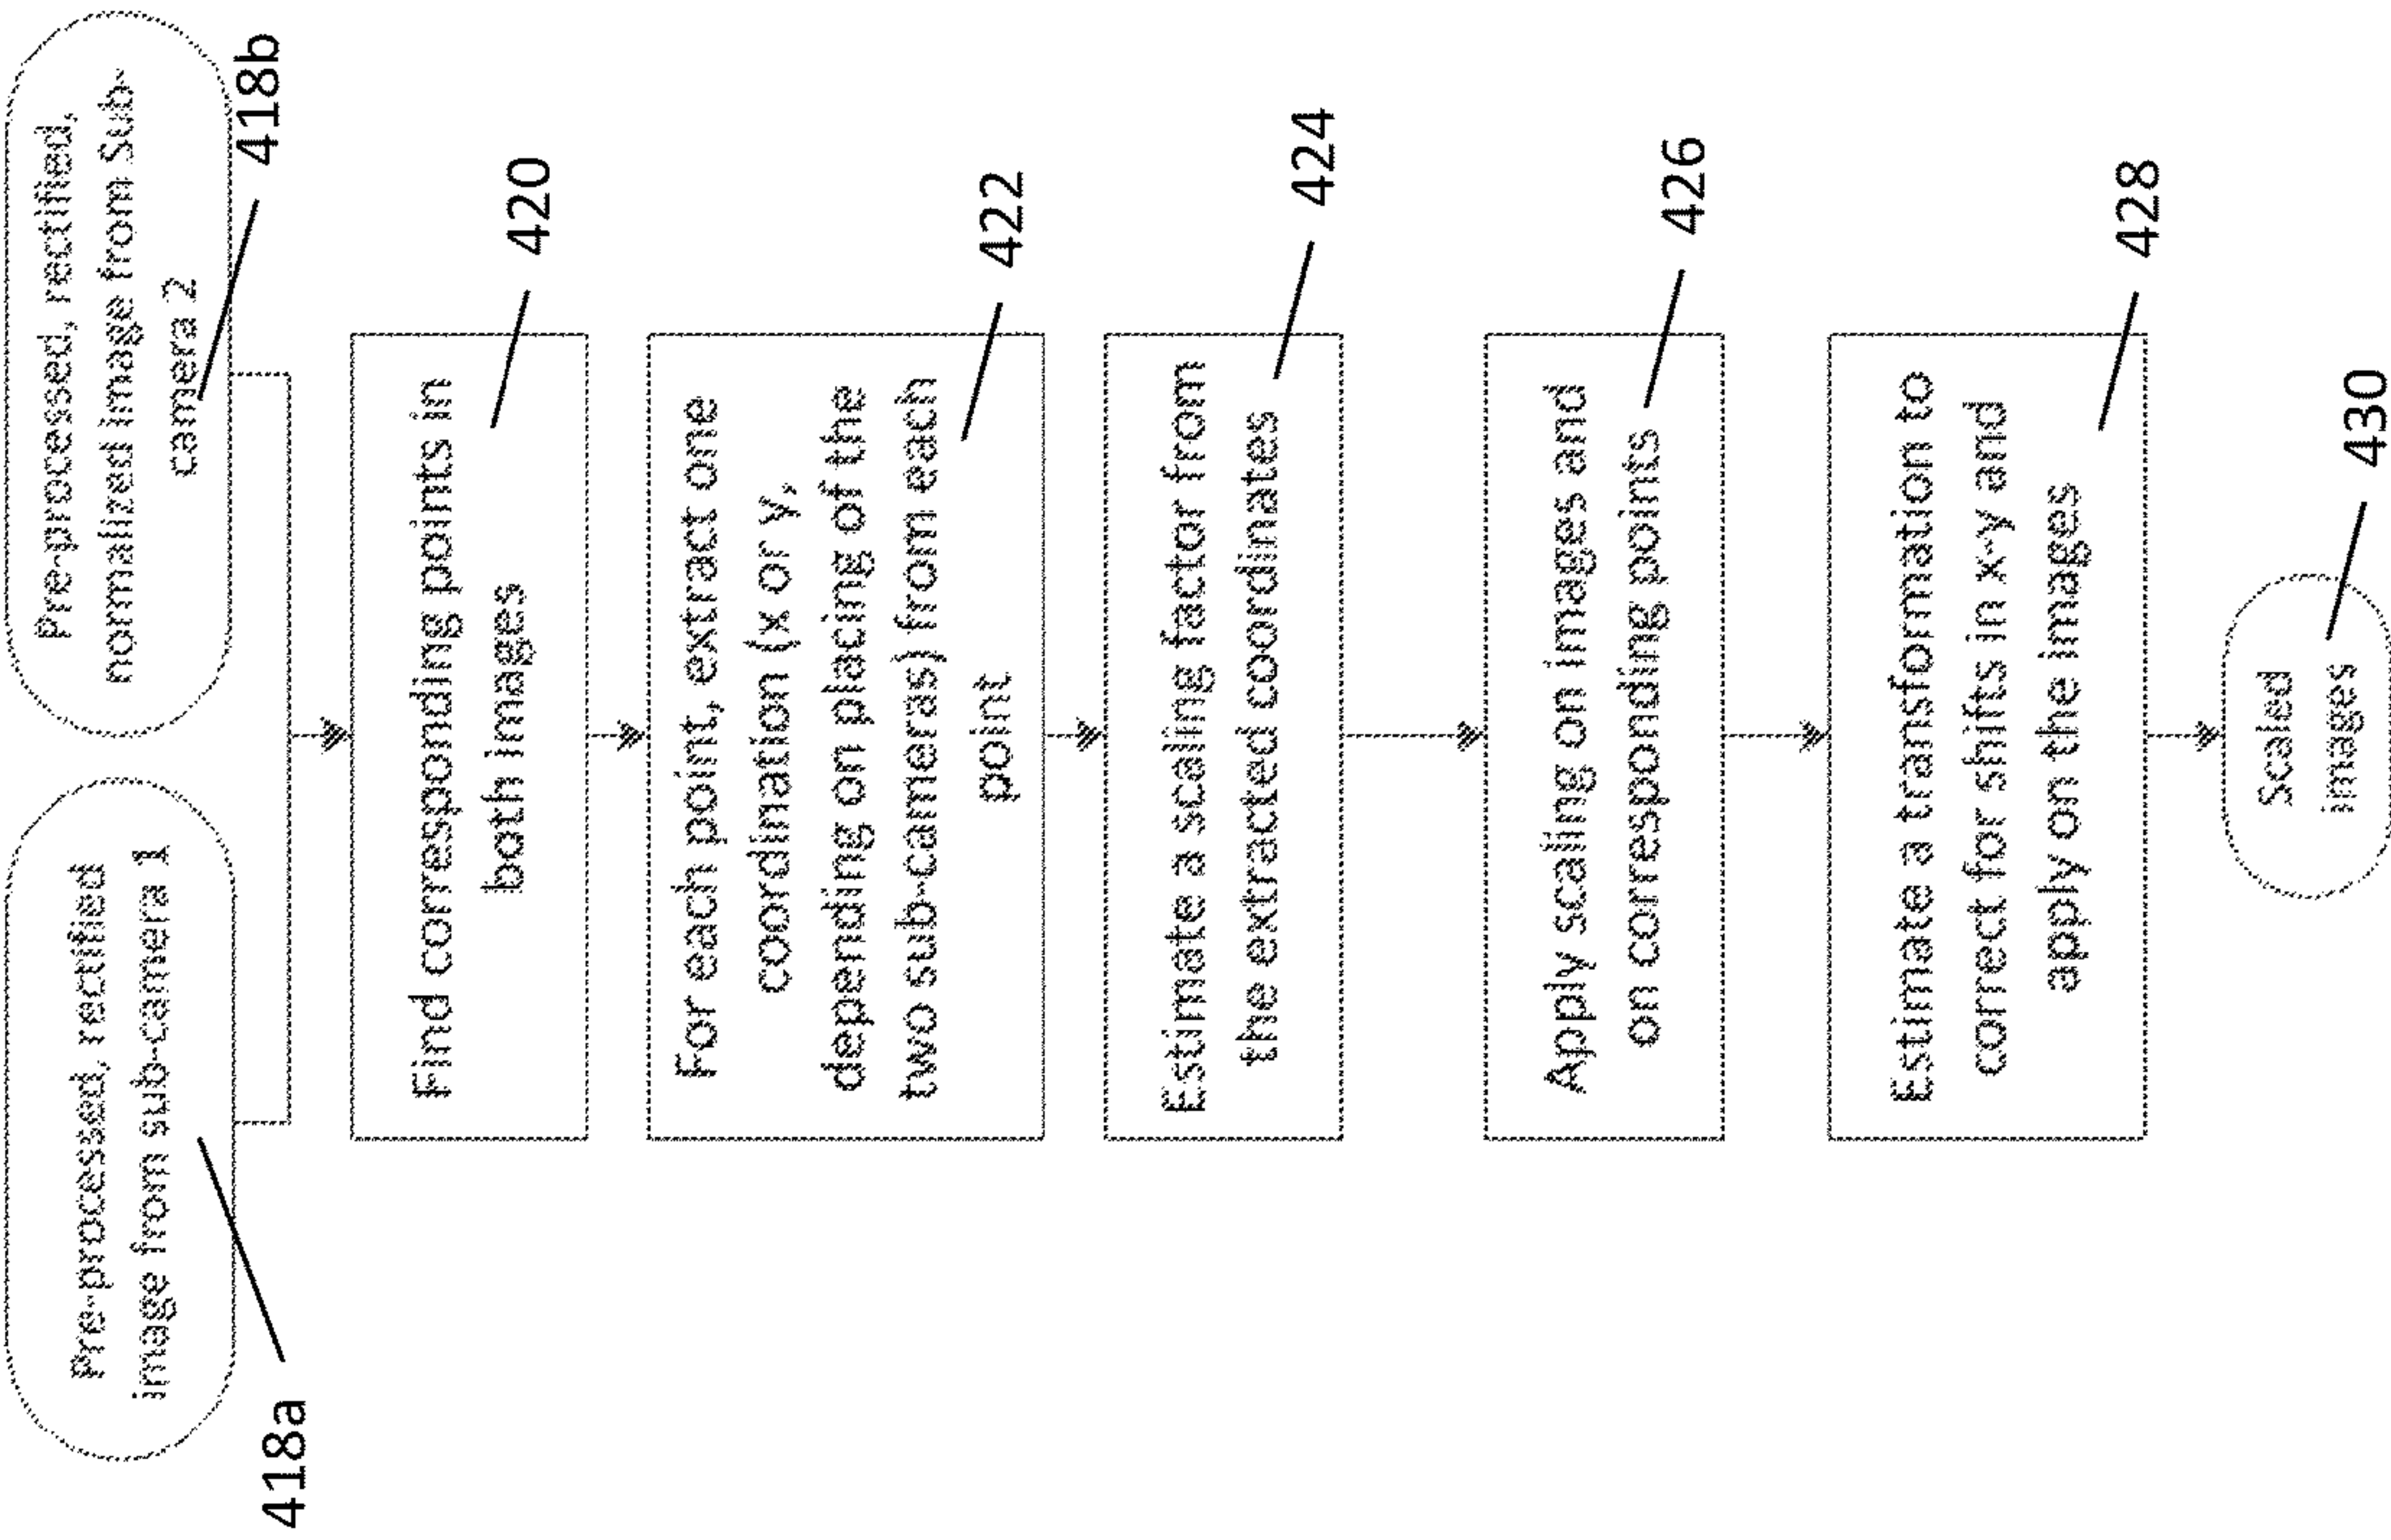 Pre-processed, rectified
image from sub-camera 1
418a
Pre-processed, rectified,
normalized image from Sub-
camera 2
418b
Find corresponding points in
both images
420
For each point, extract one
coordination (x or y,
depending on placing of the
two sub-cameras) from each
point
422
Estimate a scaling factor from
the extracted coordinates
424
Apply scaling on images and
on corresponding points
426
Estimate a transformation to
correct for shifts in x-y and
apply on the images
428
Scaled
images
430